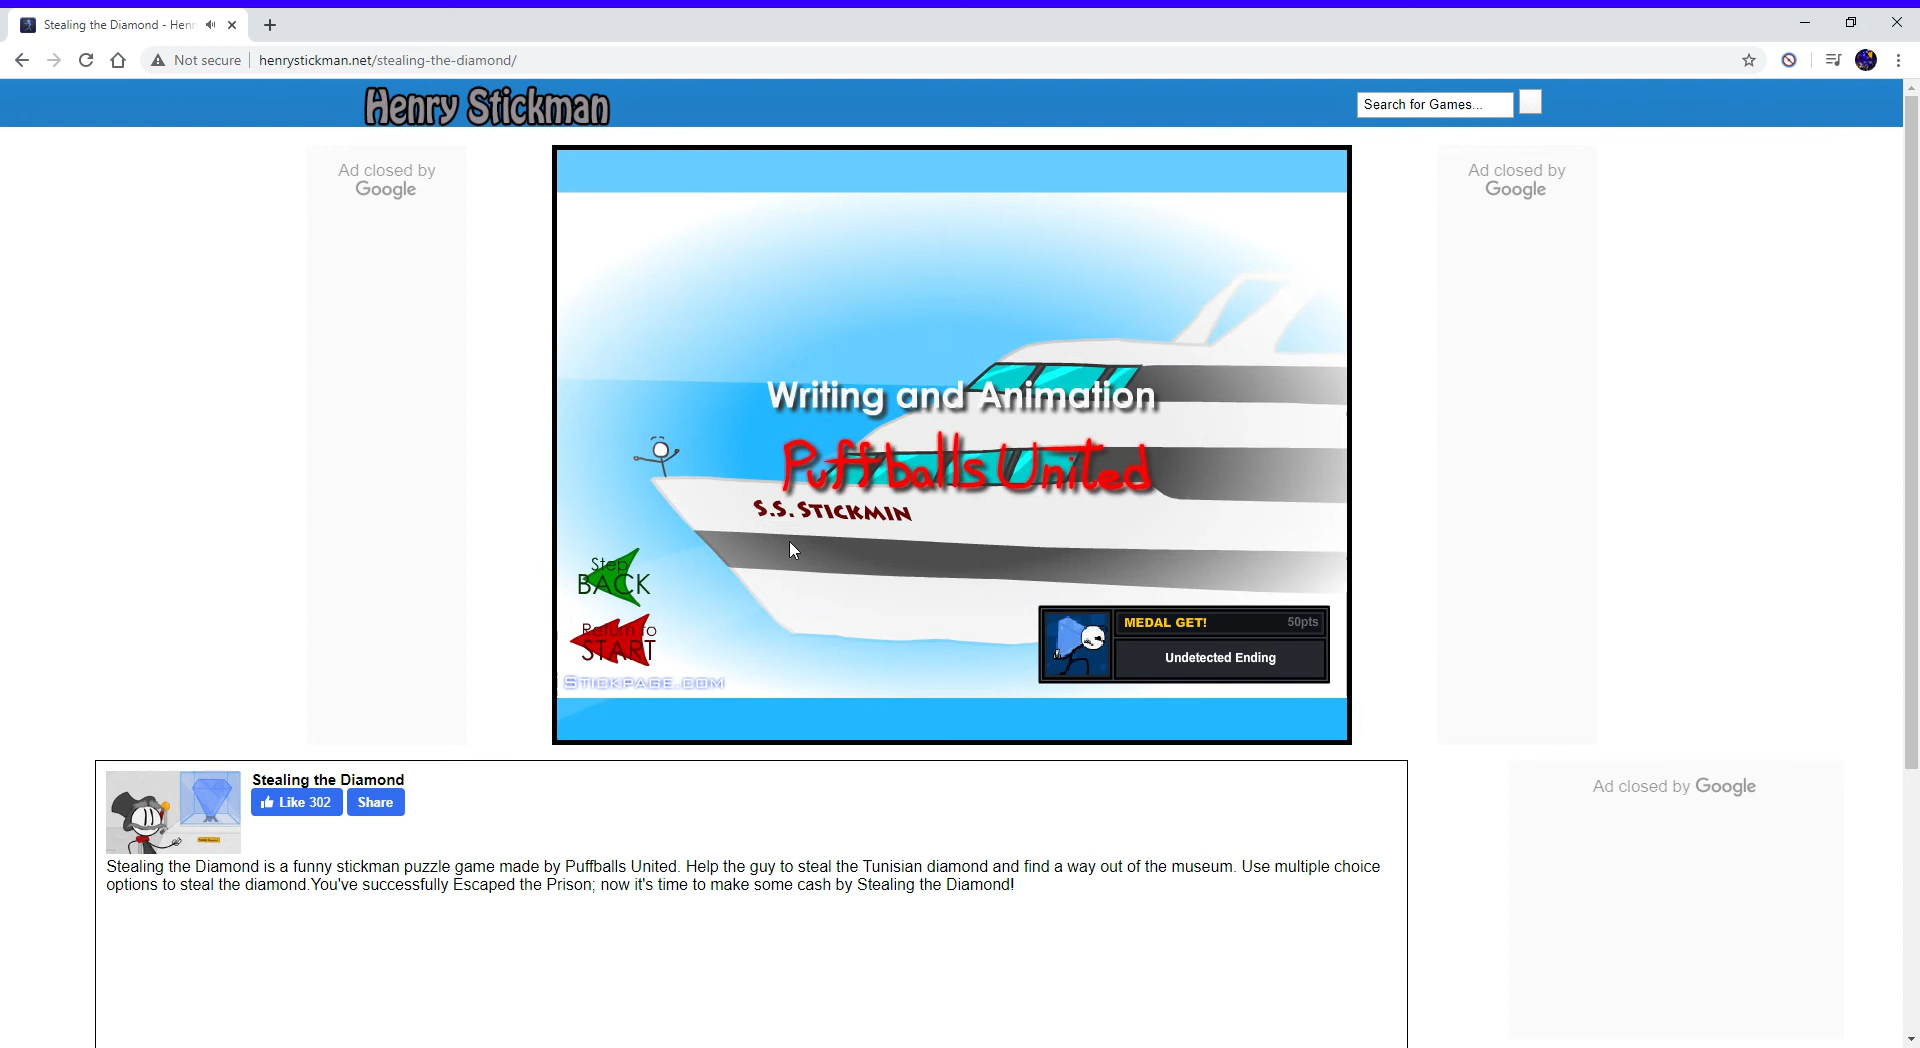 Stealing the Diamond - Henr
Not secure
henrystickman.net/stealing-the-diamond/
Henry Stickman
Search for Games...
Ad closed by
Google
Ad closed by
Google
Writing and Animation
Puffballs United
S.S. STICKMIN
Step
BACK
Return to
START
STICKPAGE.COM
MEDAL GET!
50pts
Undetected Ending
Stealing the Diamond
Like 302
Share
Ad closed by Google
Stealing the Diamond is a funny stickman puzzle game made by Puffballs United. Help the guy to steal the Tunisian diamond and find a way out of the museum. Use multiple choice
options to steal the diamond.You've successfully Escaped the Prison; now it's time to make some cash by Stealing the Diamond!